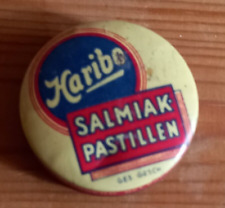 Haribo
SALMIAK-
PASTILLEN
GES. GESCH.